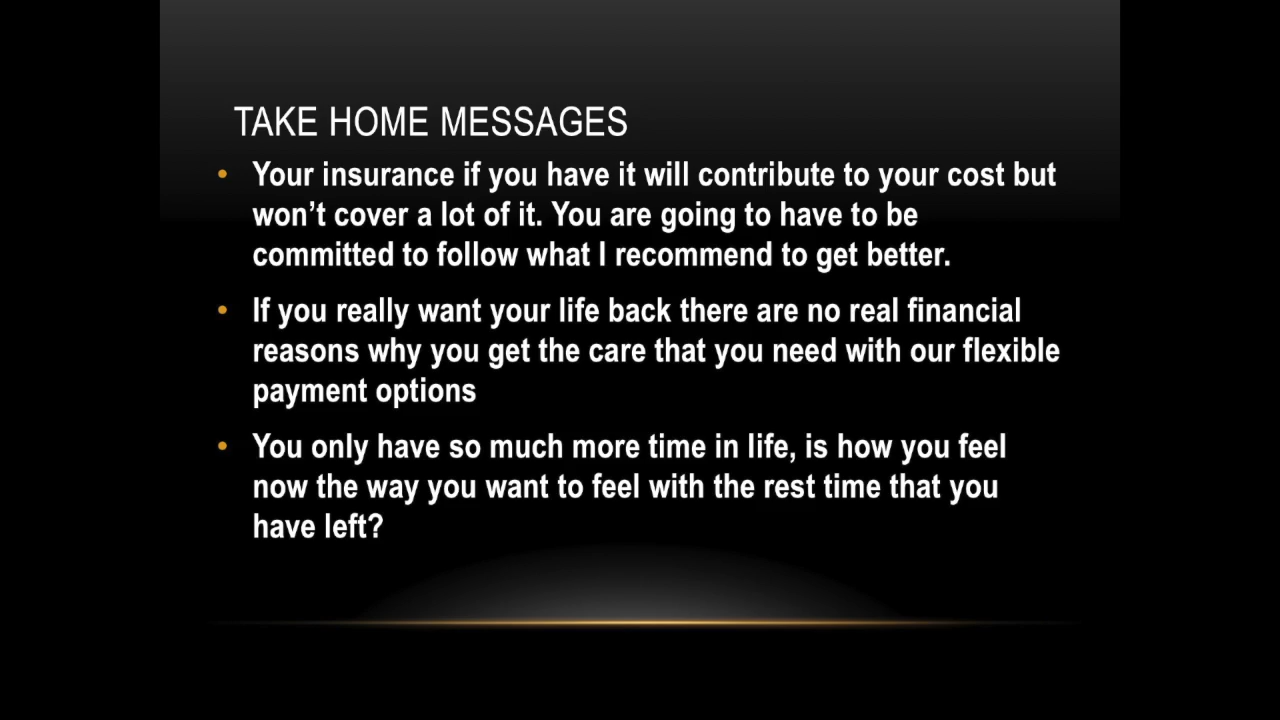 TAKE HOME MESSAGES
• Your insurance if you have it will contribute to your cost but
won’t cover a lot of it. You are going to have to be
committed to follow what I recommend to get better.
• If you really want your life back there are no real financial
reasons why you get the care that you need with our flexible
payment options
• You only have so much more time in life, is how you feel
now the way you want to feel with the rest time that you
have left?